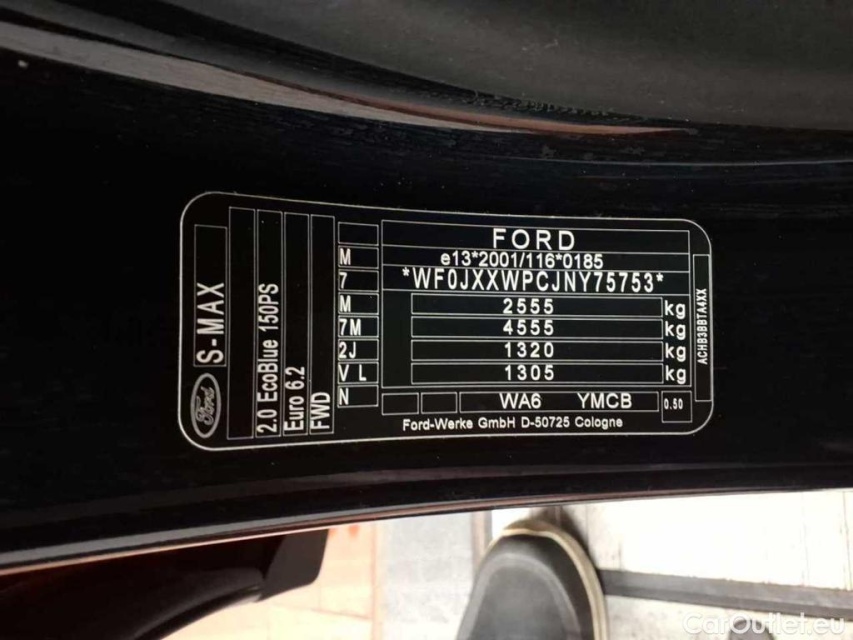 FORD
e13*2001/116*0185
*WF0JXXWPCJNY75753*
2555 kg
4555 kg
1320 kg
1305 kg
WA6 YMCB 0.50
Ford-Werke GmbH D-50725 Cologne
M
7
M
7M
2J
V L
N
S-MAX
Ford
2.0 EcoBlue 150PS
Euro 6.2
FWD
ACHB3BBTA4XX
CarOutlet.eu